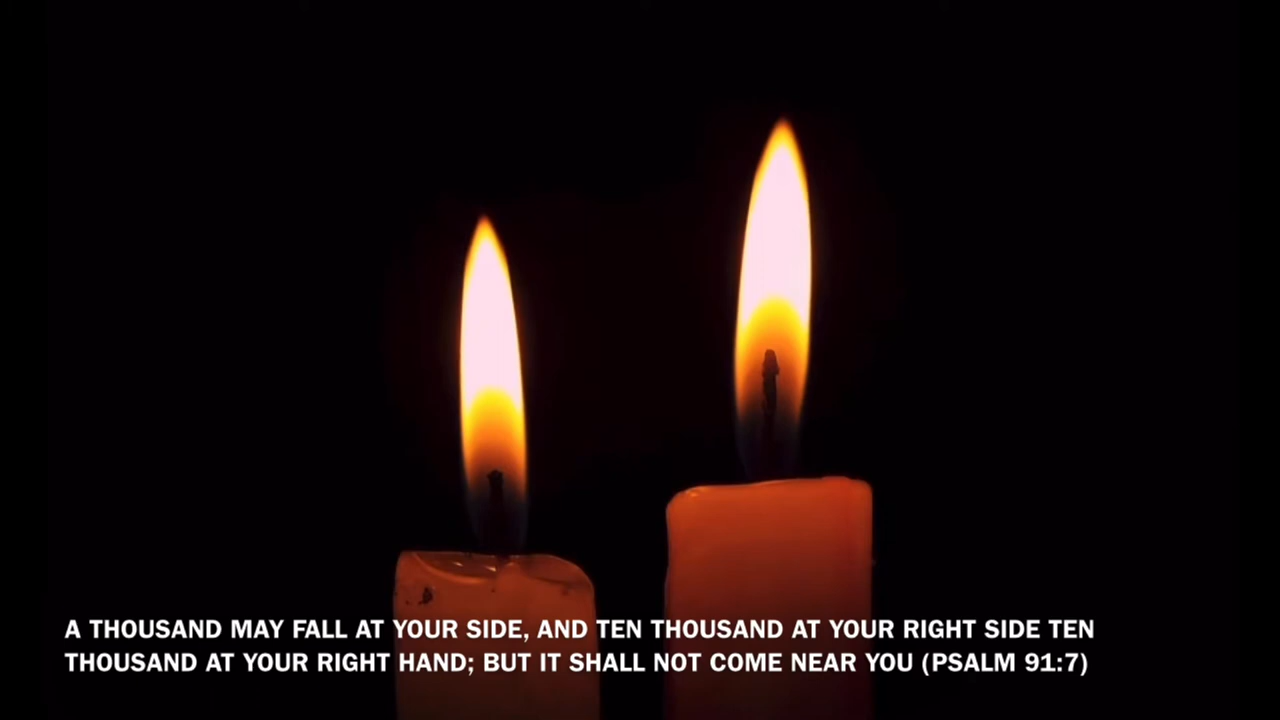 A THOUSAND MAY FALL AT YOUR SIDE, AND TEN THOUSAND AT YOUR RIGHT SIDE TEN
THOUSAND AT YOUR RIGHT HAND; BUT IT SHALL NOT COME NEAR YOU (PSALM 91:7)